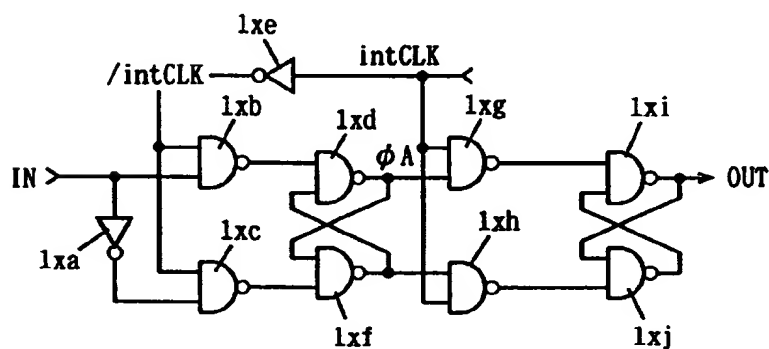 1xe
intCLK
/intCLK
1xb
1xd
1xg
1xi
φA
IN
OUT
1xa
1xc
1xh
1xf
1xj